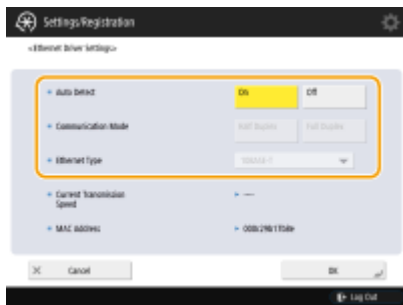 Settings/Registration
<Ethernet Driver Settings>
Auto Detect
On
Off
Communication Mode
Half Duplex
Full Duplex
Ethernet Type
Current Transmission
Speed
----
MAC Address
Cancel
OK
Log Out